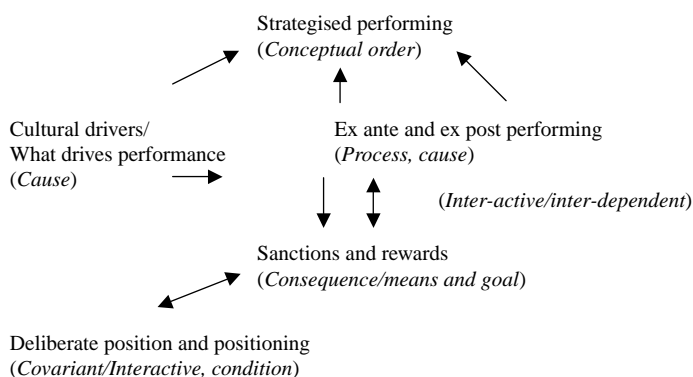 Strategised performing
(Conceptual order)
Cultural drivers/
What drives performance
(Cause)
Ex ante and ex post performing
(Process, cause)
(Inter-active/inter-dependent)
Sanctions and rewards
(Consequence/means and goal)
Deliberate position and positioning
(Covariant/Interactive, condition)